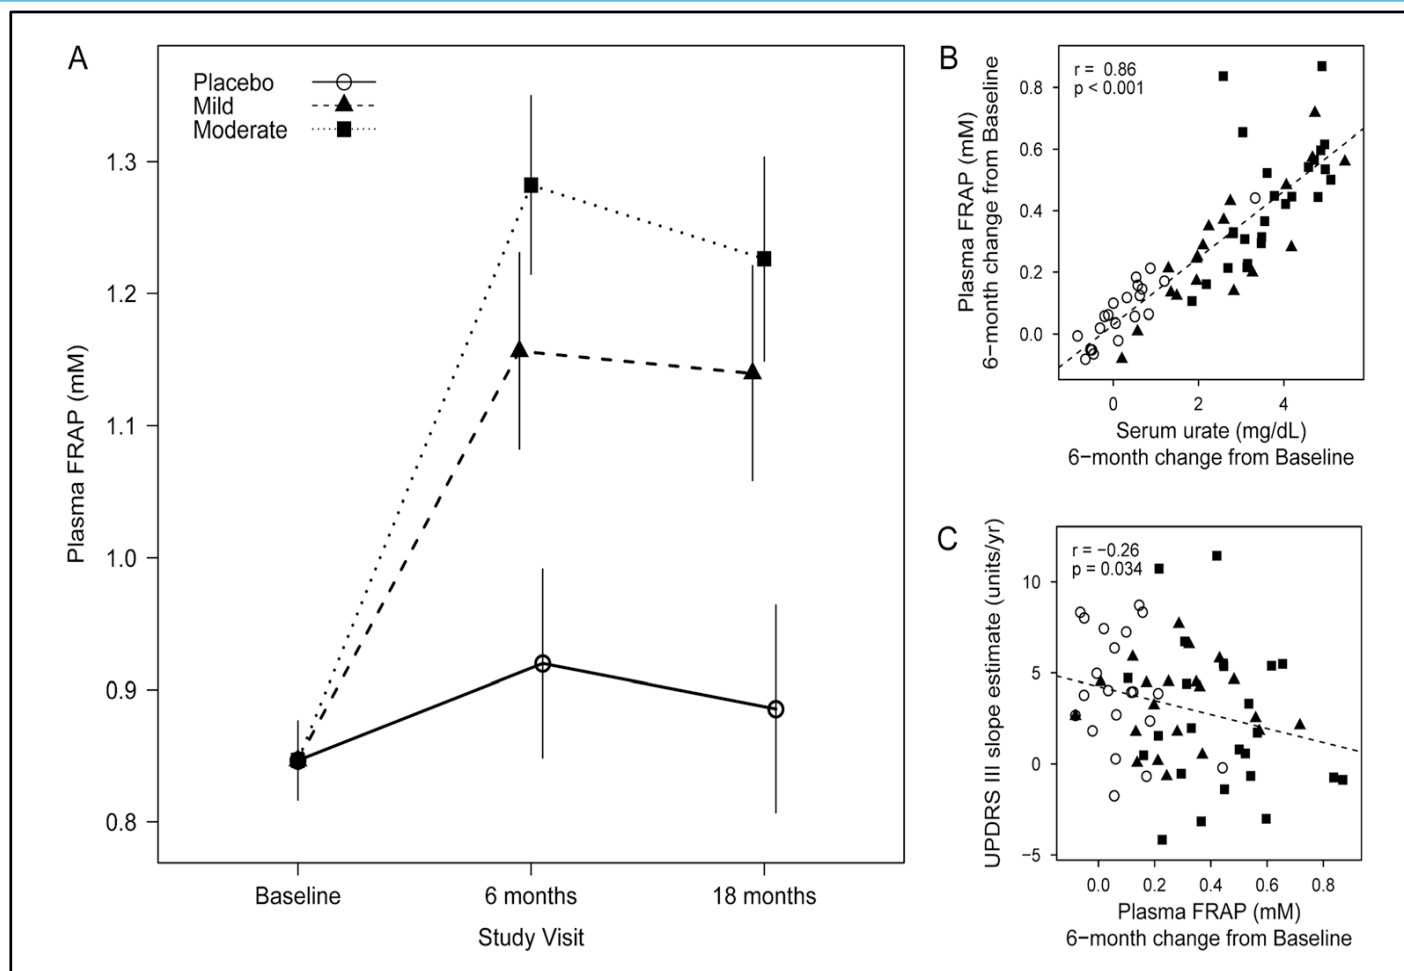 A
Placebo
Mild
Moderate
1.3
1.2
1.1
1.0
0.9
0.8
Plasma FRAP (mM)
Baseline
6 months
18 months
Study Visit
B
r = 0.86
p < 0.001
0.8
0.6
0.4
0.2
0.0
Plasma FRAP (mM)
6−month change from Baseline
0
2
4
Serum urate (mg/dL)
6−month change from Baseline
C
r = −0.26
p = 0.034
10
5
0
−5
UPDRS III slope estimate (units/yr)
0.0
0.2
0.4
0.6
0.8
Plasma FRAP (mM)
6−month change from Baseline